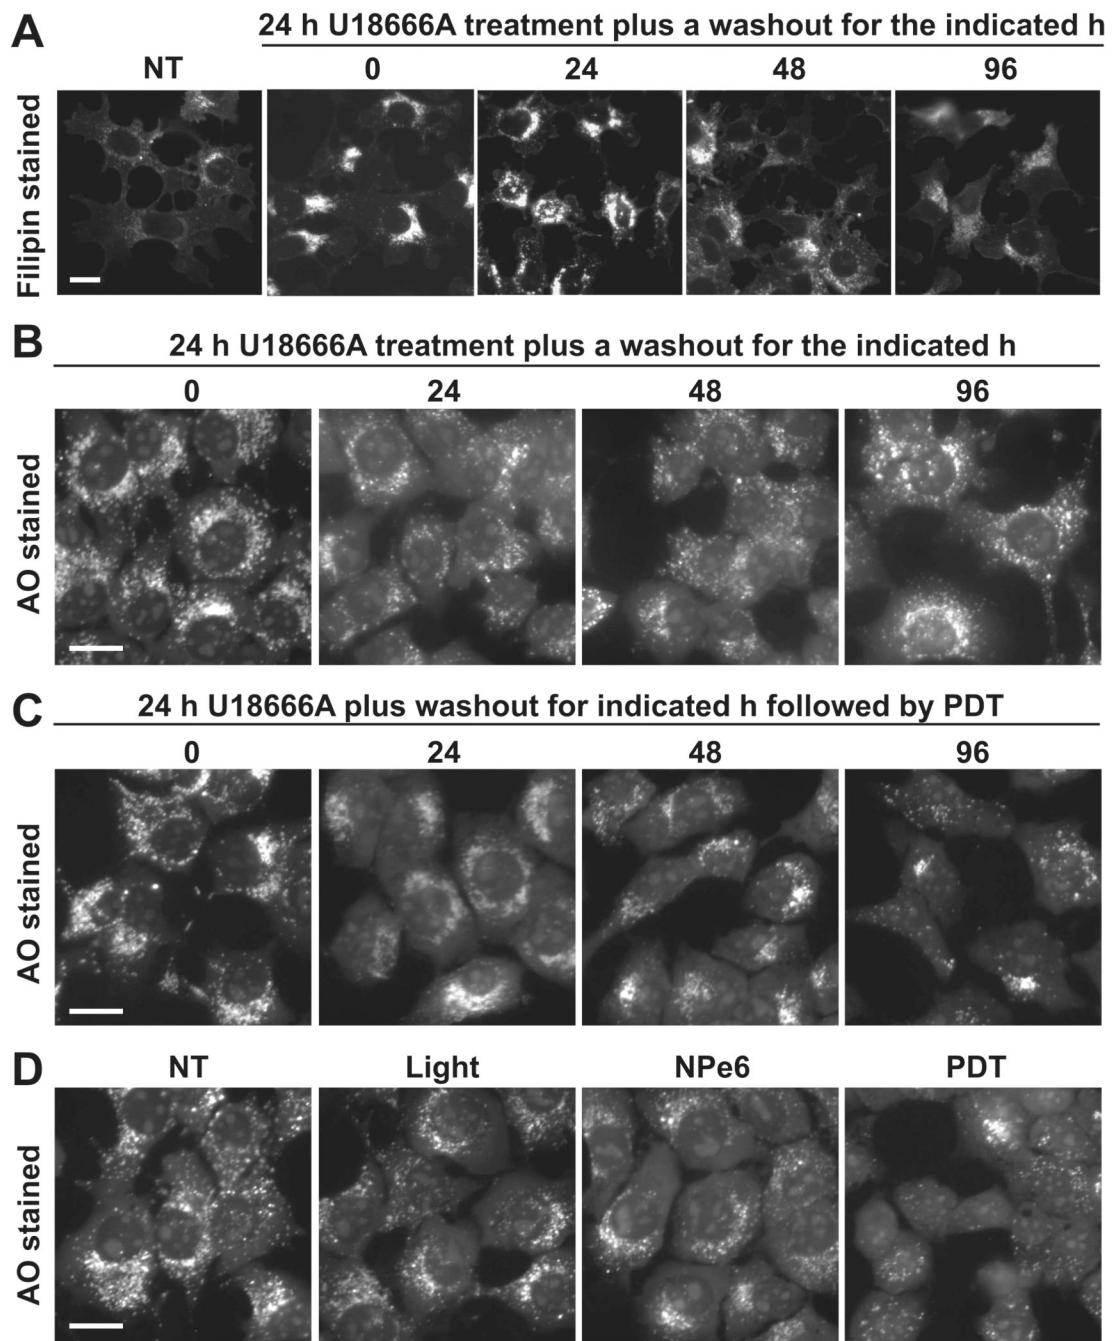 A
24 h U18666A treatment plus a washout for the indicated h
NT 0 24 48 96
Filipin stained
B
24 h U18666A treatment plus a washout for the indicated h
0 24 48 96
AO stained
C
24 h U18666A plus washout for indicated h followed by PDT
0 24 48 96
AO stained
D
NT Light NPe6 PDT
AO stained